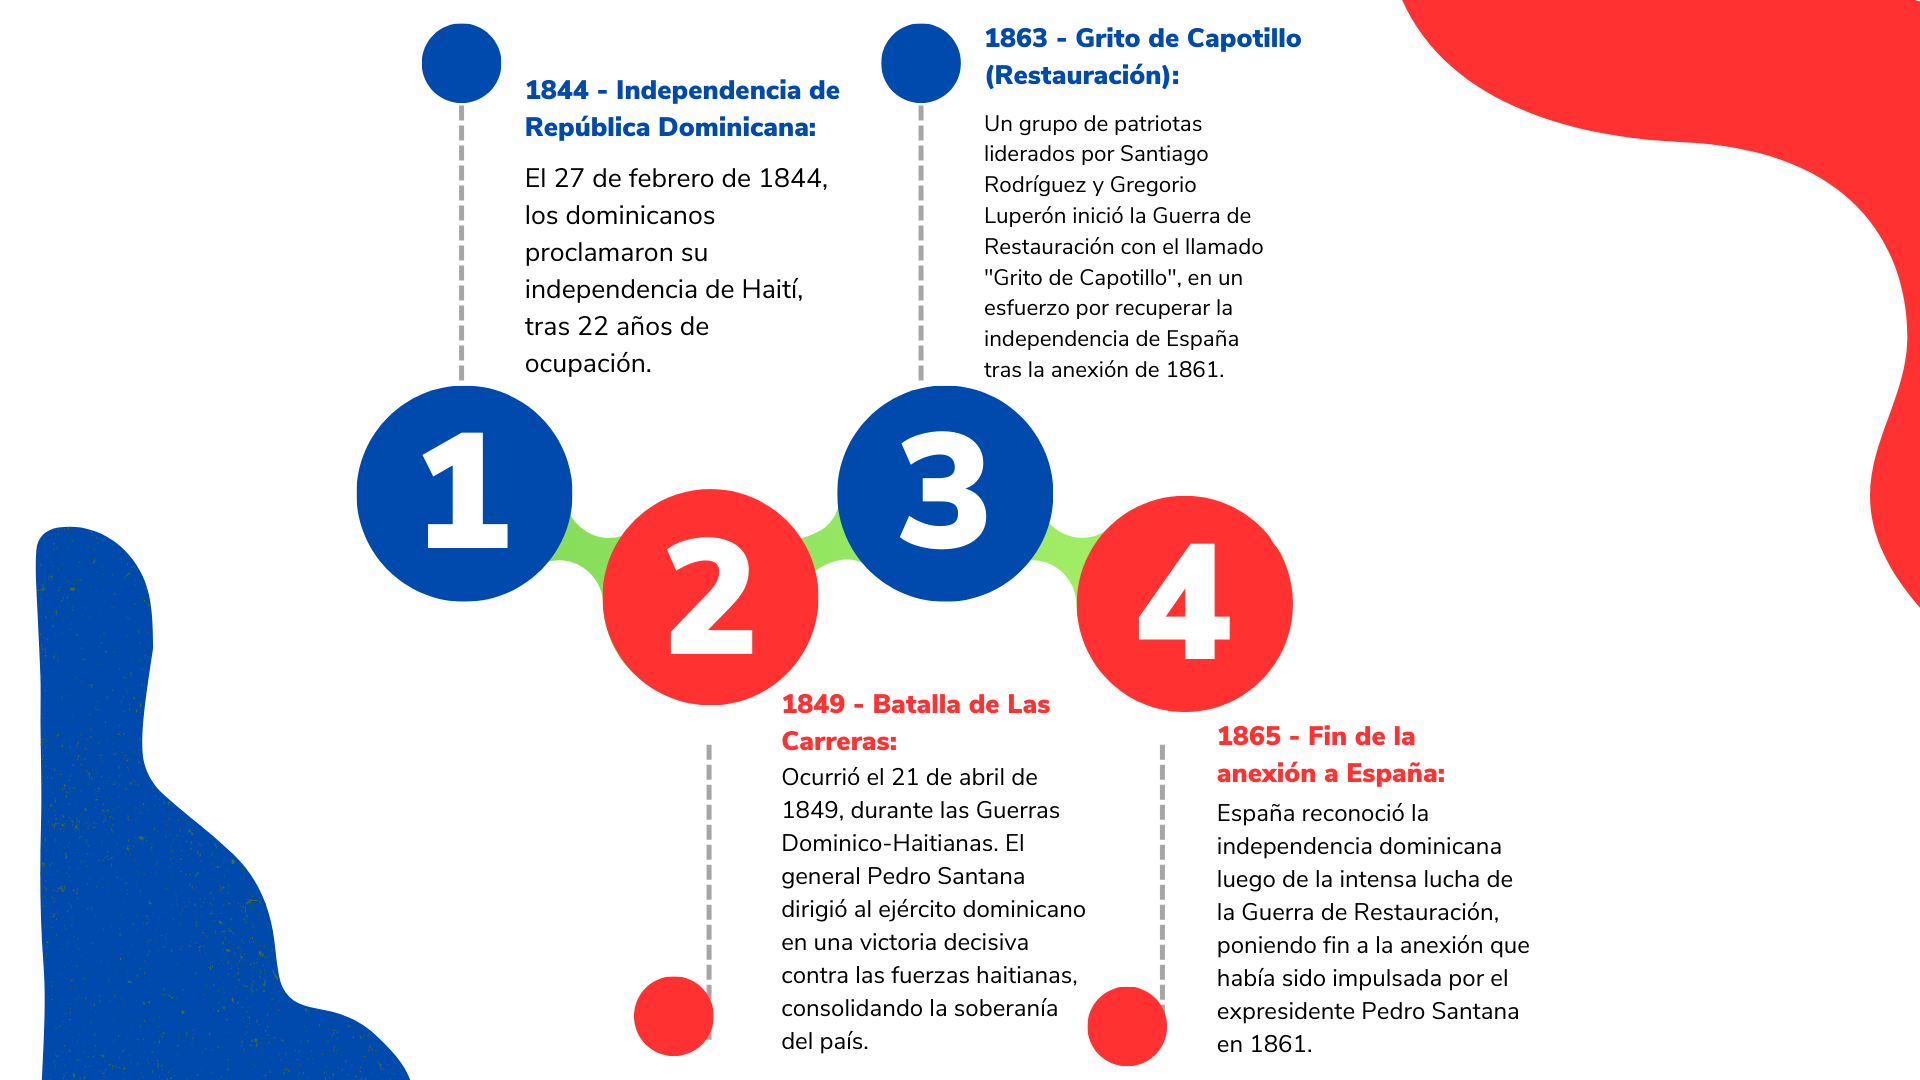 1844 - Independencia de
República Dominicana:
El 27 de febrero de 1844,
los dominicanos
proclamaron su
independencia de Haití,
tras 22 años de
ocupación.
1863 - Grito de Capotillo
(Restauración):
Un grupo de patriotas
liderados por Santiago
Rodríguez y Gregorio
Luperón inició la Guerra de
Restauración con el llamado
"Grito de Capotillo", en un
esfuerzo por recuperar la
independencia de España
tras la anexión de 1861.
1
2
3
4
1849 - Batalla de Las
Carreras:
Ocurrió el 21 de abril de
1849, durante las Guerras
Dominico-Haitianas. El
general Pedro Santana
dirigió al ejército dominicano
en una victoria decisiva
contra las fuerzas haitianas,
consolidando la soberanía
del país.
1865 - Fin de la
anexión a España:
España reconoció la
independencia dominicana
luego de la intensa lucha de
la Guerra de Restauración,
poniendo fin a la anexión que
había sido impulsada por el
expresidente Pedro Santana
en 1861.